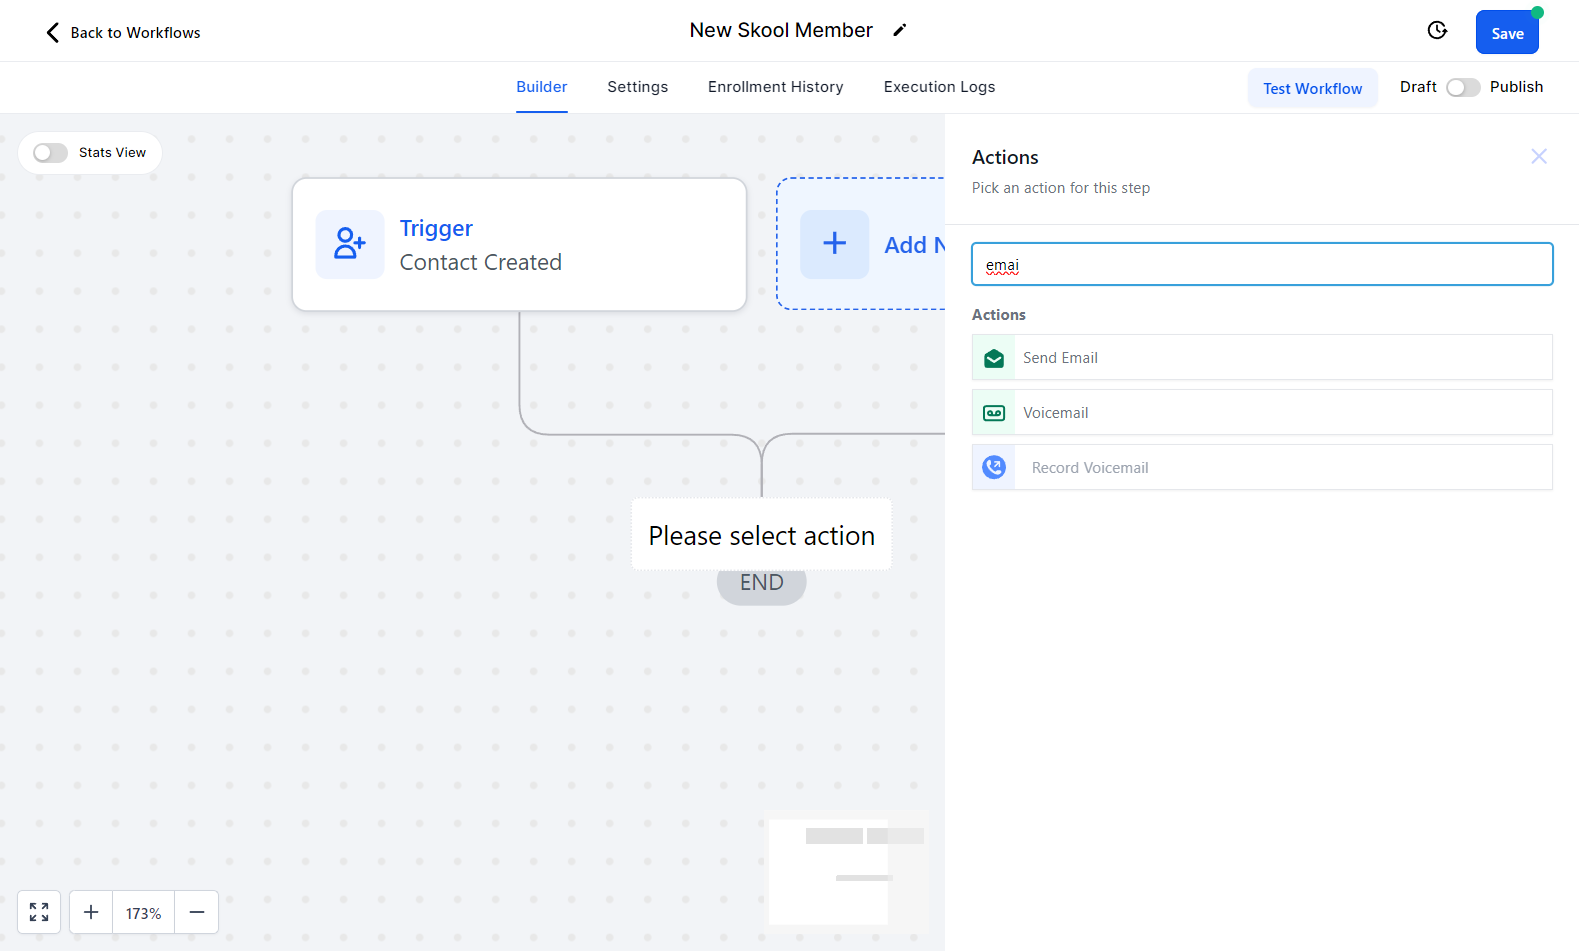 Back to Workflows
New Skool Member
Save
Builder
Settings
Enrollment History
Execution Logs
Test Workflow
Draft
Publish
Stats View
Trigger
Contact Created
Add N
Please select action
END
173%
Actions
Pick an action for this step
emai
Actions
Send Email
Voicemail
Record Voicemail